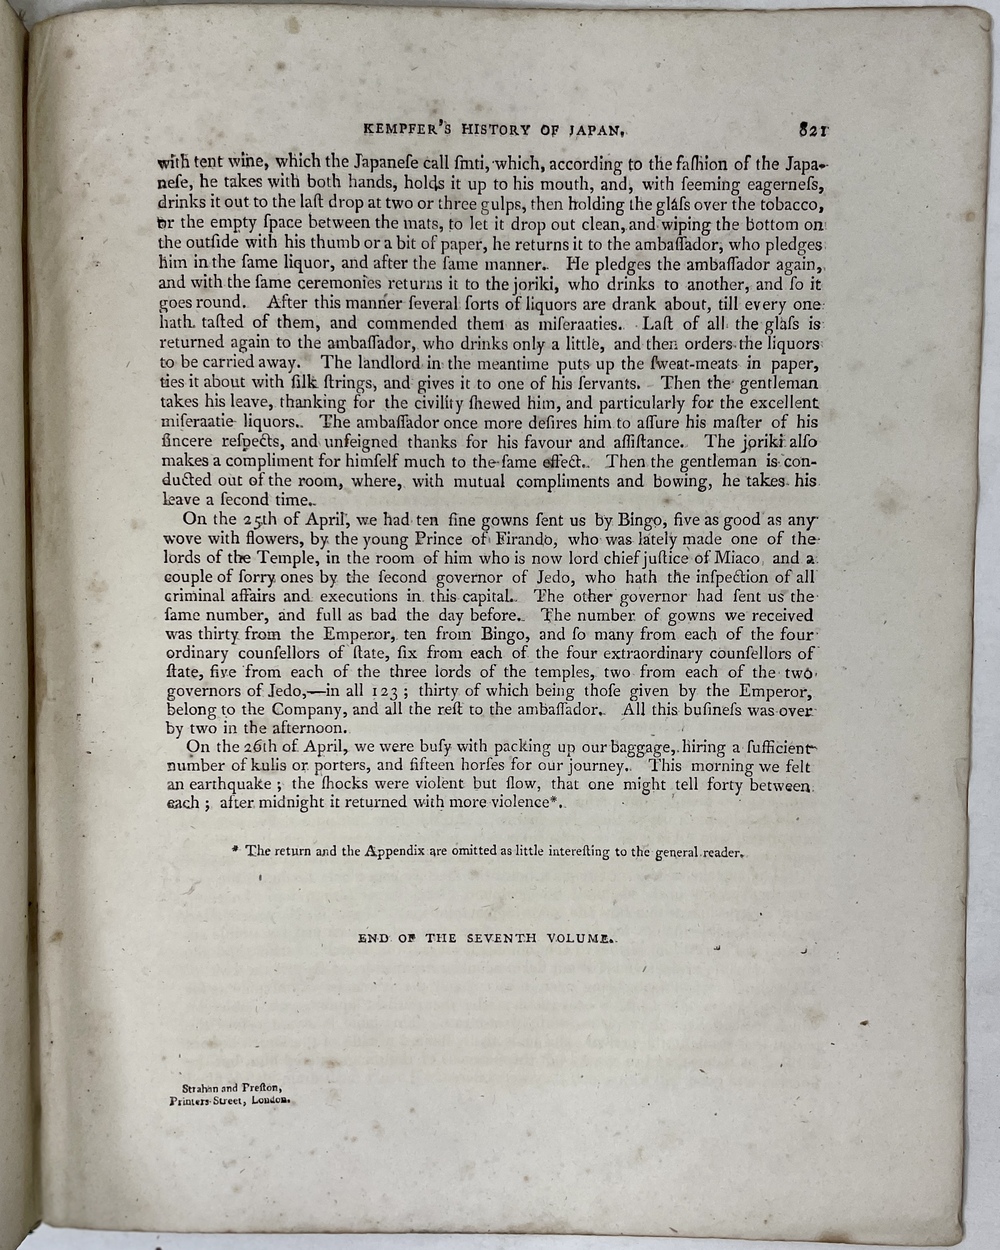 KEMPFER'S HISTORY OF JAPAN.
821
with tent wine, which the Japaneſe call ſmti, which, according to the faſhion of the Japa-
neſe, he takes with both hands, holds it up to his mouth, and, with ſeeming eagerneſs,
drinks it out to the laſt drop at two or three gulps, then holding the glaſs over the tobacco,
or the empty ſpace between the mats, to let it drop out clean, and wiping the bottom on
the outſide with his thumb or a bit of paper, he returns it to the ambaſſador, who pledges
him in the ſame liquor, and after the ſame manner. He pledges the ambaſſador again,
and with the ſame ceremonies returns it to the joriki, who drinks to another, and ſo it
goes round. After this manner ſeveral ſorts of liquors are drank about, till every one
hath taſted of them, and commended them as miſeraaties. Laſt of all the glaſs is
returned again to the ambaſſador, who drinks only a little, and then orders the liquors
to be carried away. The landlord in the meantime puts up the ſweat-meats in paper,
ties it about with ſilk ſtrings, and gives it to one of his ſervants. Then the gentleman
takes his leave, thanking for the civility ſhewed him, and particularly for the excellent
miſeraatie liquors. The ambaſſador once more deſires him to aſſure his maſter of his
ſincere reſpects, and unfeigned thanks for his favour and aſſiſtance. The joriki alſo
makes a compliment for himſelf much to the ſame effect. Then the gentleman is con-
ducted out of the room, where, with mutual compliments and bowing, he takes his
leave a ſecond time.
On the 25th of April, we had ten fine gowns ſent us by Bingo, five as good as any
wove with flowers, by the young Prince of Firando, who was lately made one of the
lords of the Temple, in the room of him who is now lord chief juſtice of Miaco, and a
couple of ſorry ones by the ſecond governor of Jedo, who hath the inſpection of all
criminal affairs and executions in this capital. The other governor had ſent us the
ſame number, and full as bad the day before. The number of gowns we received
was thirty from the Emperor, ten from Bingo, and ſo many from each of the four
ordinary counſellors of ſtate, ſix from each of the four extraordinary counſellors of
ſtate, five from each of the three lords of the temples, two from each of the two
governors of Jedo,—in all 123; thirty of which being thoſe given by the Emperor,
belong to the Company, and all the reſt to the ambaſſador. All this buſineſs was over
by two in the afternoon.
On the 26th of April, we were buſy with packing up our baggage, hiring a ſufficient
number of kulis or porters, and fifteen horſes for our journey. This morning we felt
an earthquake; the ſhocks were violent but ſlow, that one might tell forty between
each; after midnight it returned with more violence*.
* The return and the Appendix are omitted as little intereſting to the general reader.
END OF THE SEVENTH VOLUME.
Strahan and Preſton,
Printers-Street, London.